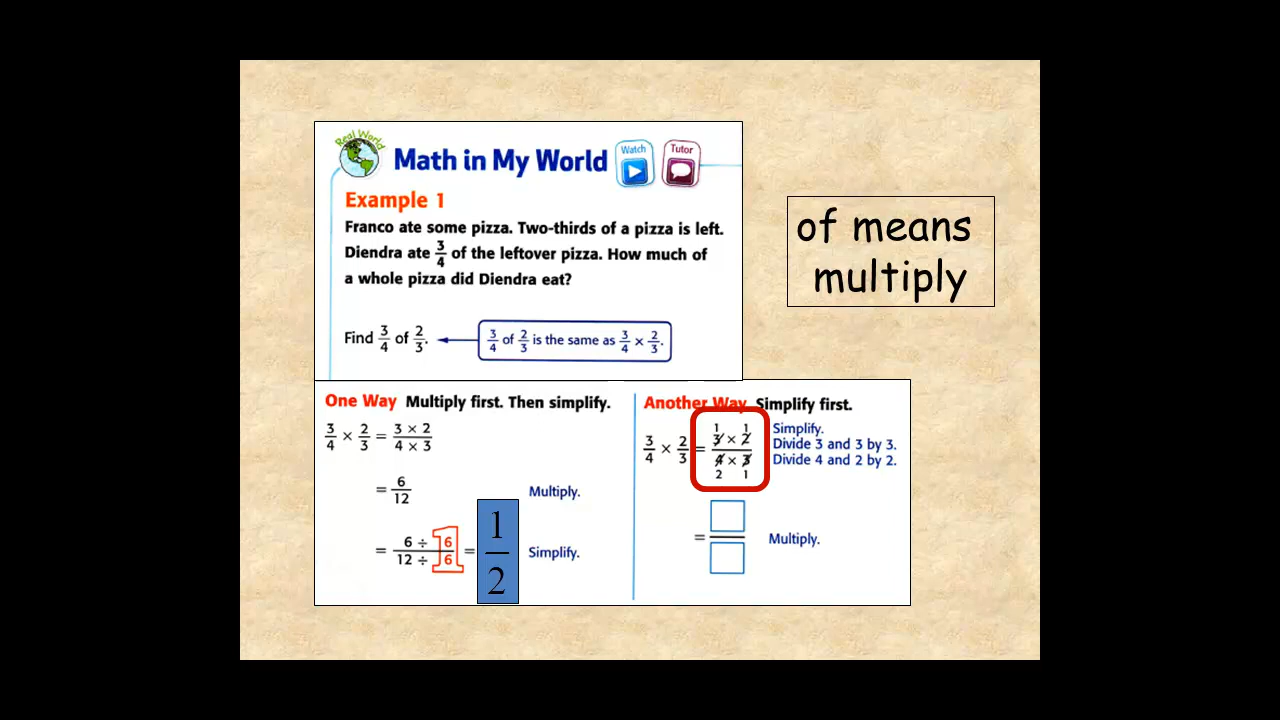 Real World
Math in My World
Watch
Tutor
Example 1
Franco ate some pizza. Two-thirds of a pizza is left.
Diendra ate 3/4 of the leftover pizza. How much of
a whole pizza did Diendra eat?
Find 3/4 of 2/3.
3/4 of 2/3 is the same as 3/4 × 2/3.
of means
multiply
One Way Multiply first. Then simplify.
3/4 × 2/3 = 3 × 2 / 4 × 3
= 6/12 Multiply.
= 6 ÷ 6 / 12 ÷ 6 = 1/2 Simplify.
Another Way Simplify first.
1 1
3/4 × 2/3 = 3 × 2 / 4 × 3
2 1
Simplify.
Divide 3 and 3 by 3.
Divide 4 and 2 by 2.
= Multiply.